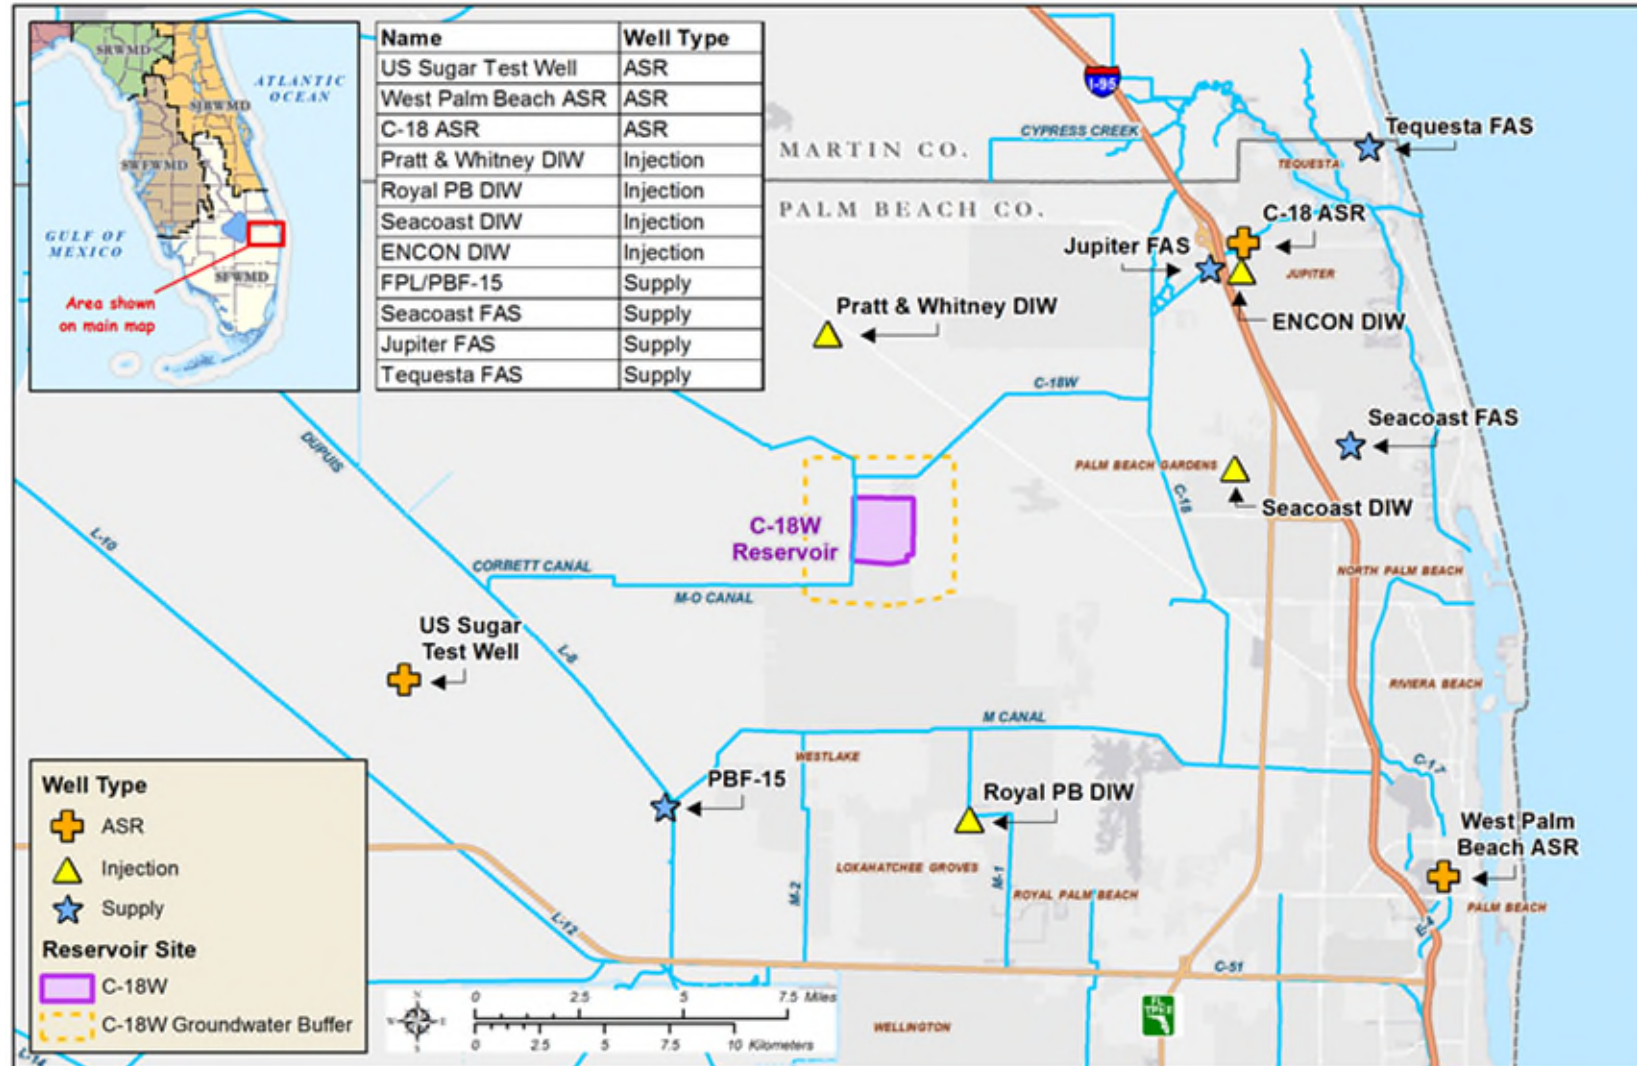 SRWMD
SJRWMD
SWFWMD
SFWMD
ATLANTIC
OCEAN
GULF OF
MEXICO
Area shown
on main map
Name Well Type
US Sugar Test Well ASR
West Palm Beach ASR ASR
C-18 ASR ASR
Pratt & Whitney DIW Injection
Royal PB DIW Injection
Seacoast DIW Injection
ENCON DIW Injection
FPL/PBF-15 Supply
Seacoast FAS Supply
Jupiter FAS Supply
Tequesta FAS Supply
I-95
CYPRESS CREEK
MARTIN CO.
PALM BEACH CO.
Tequesta FAS
TEQUESTA
C-18 ASR
Jupiter FAS
JUPITER
ENCON DIW
Pratt & Whitney DIW
C-18W
Seacoast FAS
PALM BEACH GARDENS
C-18
Seacoast DIW
DUPUIS
L-10
C-18W
Reservoir
CORBETT CANAL
M-O CANAL
NORTH PALM BEACH
US Sugar
Test Well
L-8
RIVIERA BEACH
M CANAL
WESTLAKE
C-17
PBF-15
Royal PB DIW
West Palm
Beach ASR
LOXAHATCHEE GROVES
M-2
M-1
ROYAL PALM BEACH
PALM BEACH
E-4
L-12
C-51
Well Type
ASR
Injection
Supply
Reservoir Site
C-18W
C-18W Groundwater Buffer
L-14
N
W
E
S
0 2.5 5 7.5 Miles
0 2.5 5 7.5 10 Kilometers
FL
TPKE
WELLINGTON